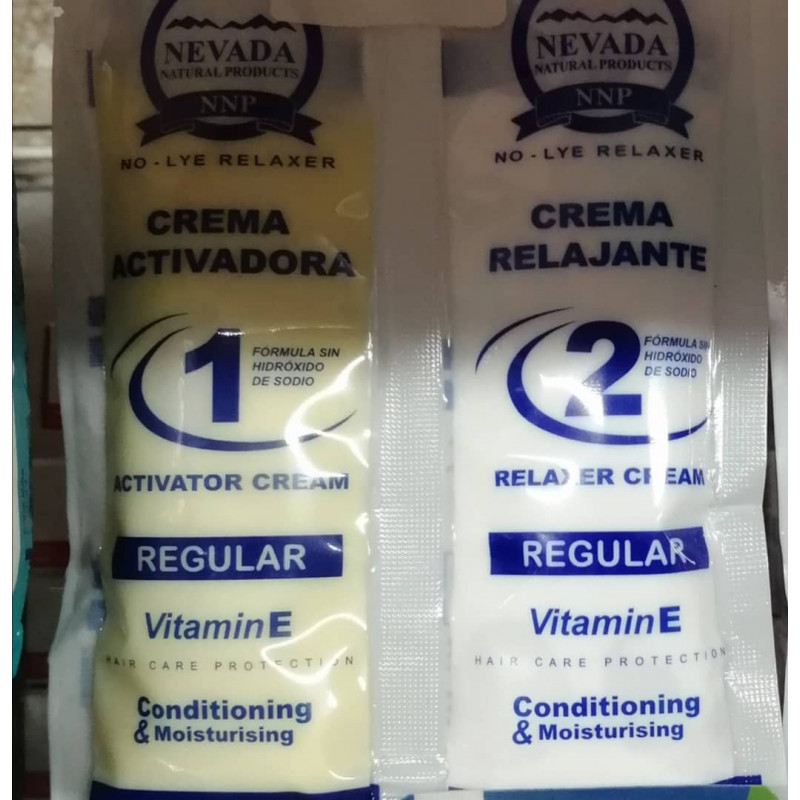 NEVADA
NATURAL PRODUCTS
NNP
NO-LYE RELAXER
CREMA
ACTIVADORA
1
FÓRMULA SIN
HIDRÓXIDO
DE SODIO
ACTIVATOR CREAM
REGULAR
Vitamin E
HAIR CARE PROTECTION
Conditioning
& Moisturising
NEVADA
NATURAL PRODUCTS
NNP
NO-LYE RELAXER
CREMA
RELAJANTE
2
FÓRMULA SIN
HIDRÓXIDO
DE SODIO
RELAXER CREAM
REGULAR
Vitamin E
HAIR CARE PROTECTION
Conditioning
& Moisturising